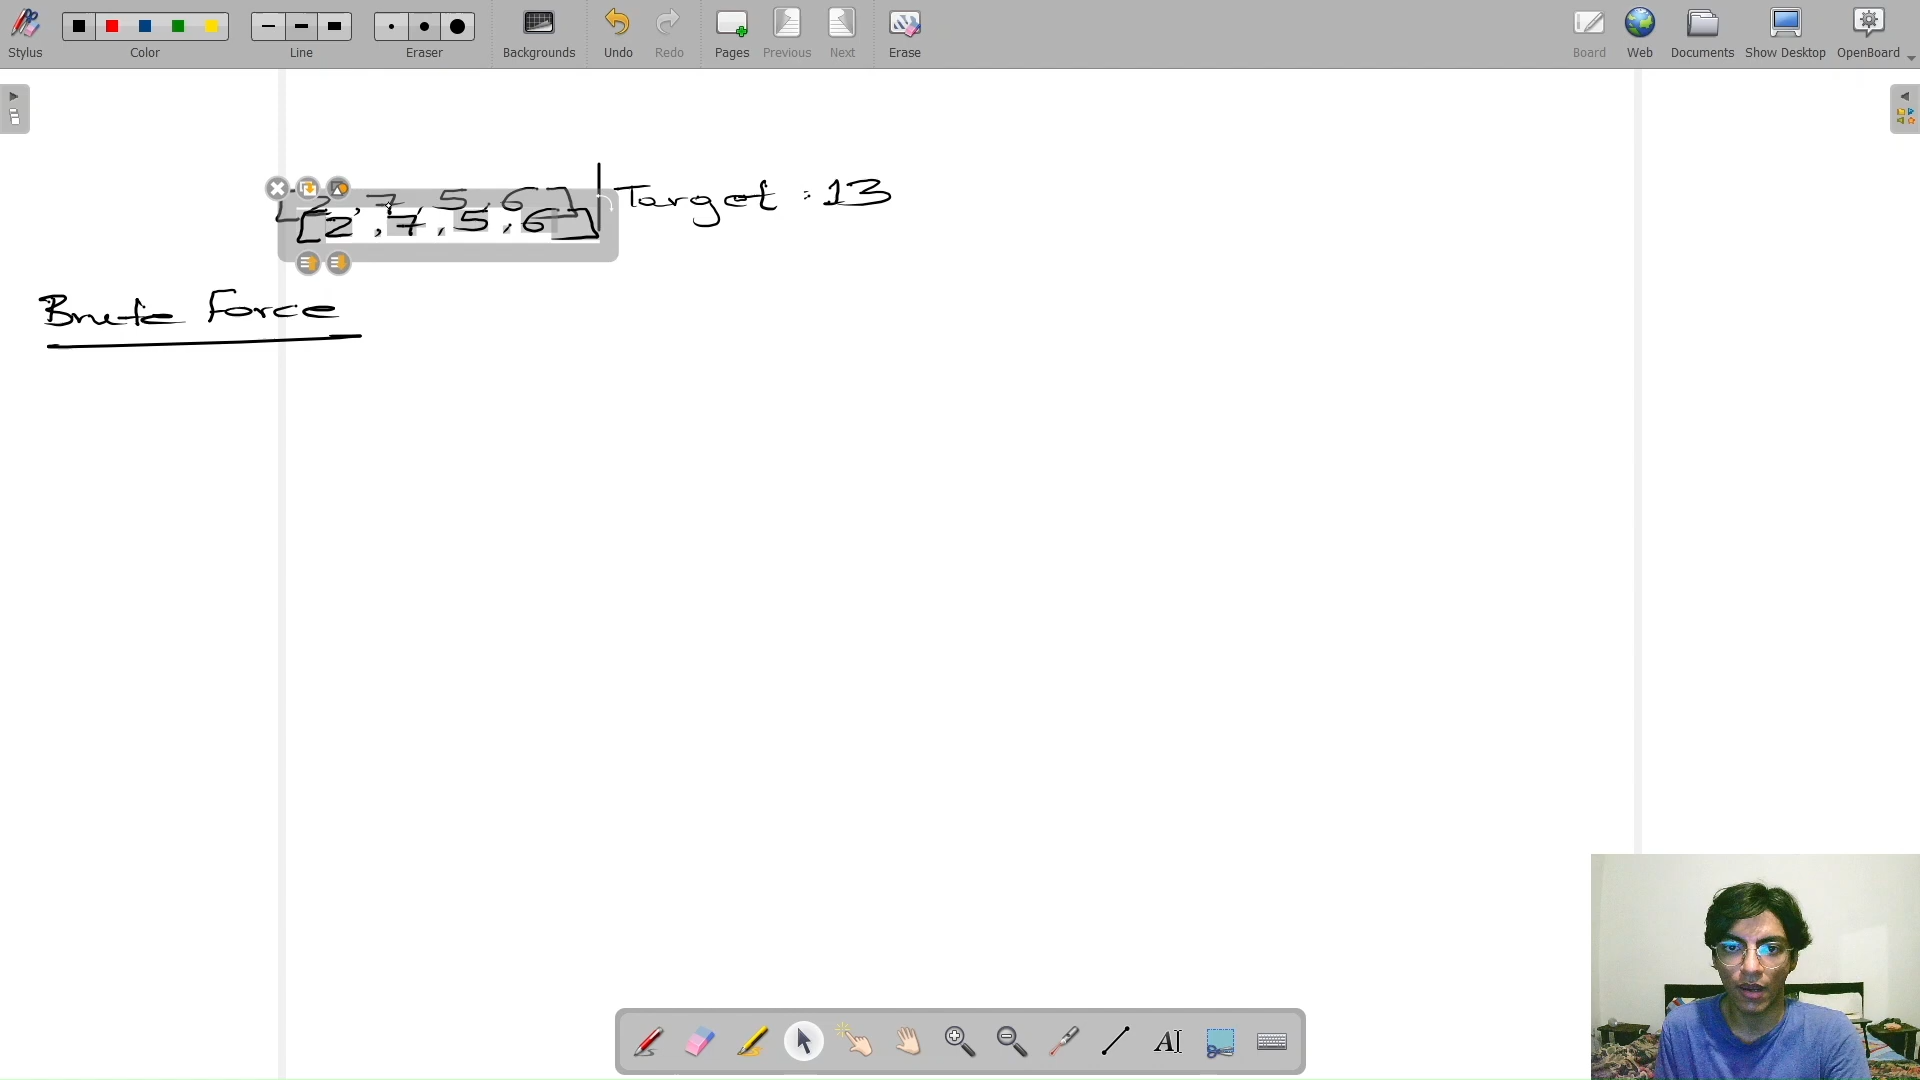 Stylus Color Line Eraser Backgrounds Undo Redo Pages Previous Next Erase Board Web Documents Show Desktop OpenBoard
[2, 7, 5, 6] Target : 13
[2, 7, 5, 6]
Brute Force
AI